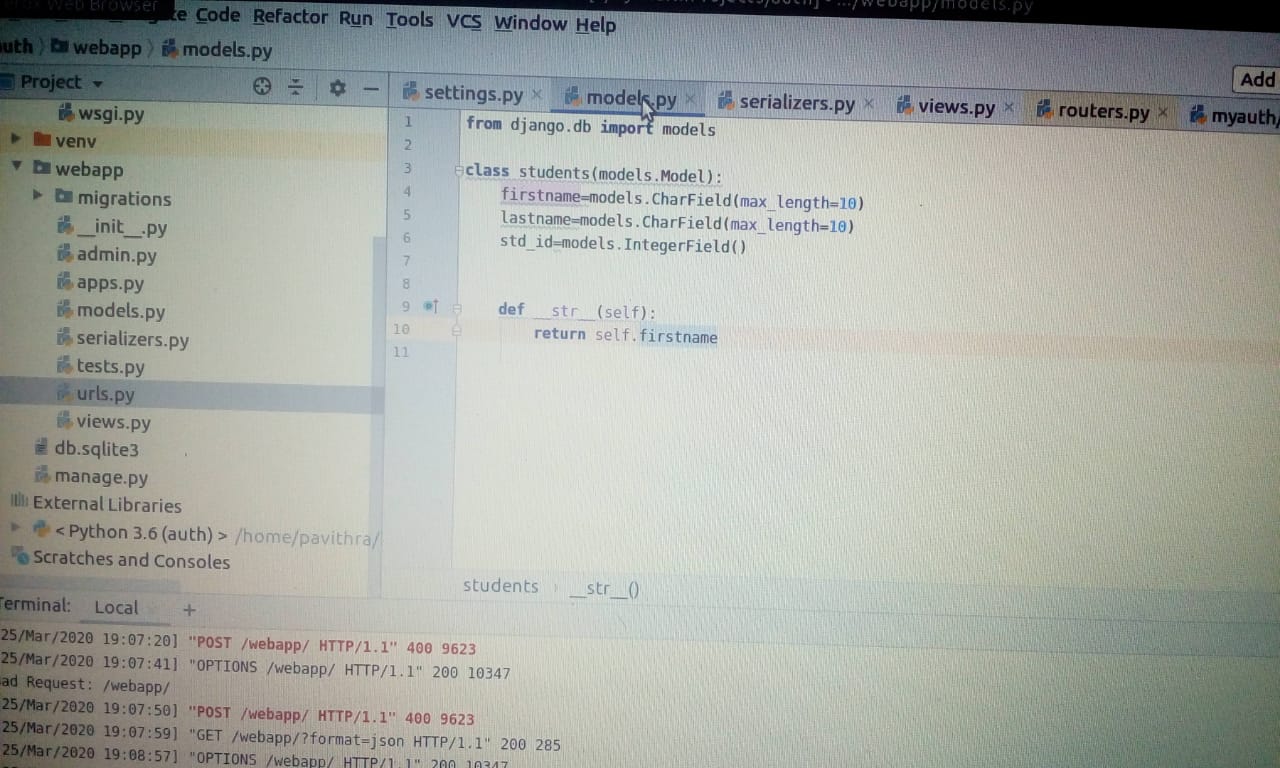 Web Browser
webapp/models.py
Code Refactor Run Tools VCS Window Help
webapp models.py
Project
Add
settings.py models.py serializers.py views.py routers.py myauth/
wsgi.py
venv
webapp
migrations
__init__.py
admin.py
apps.py
models.py
serializers.py
tests.py
urls.py
views.py
db.sqlite3
manage.py
External Libraries
< Python 3.6 (auth) > /home/pavithra/
Scratches and Consoles
1 from django.db import models
2
3 class students(models.Model):
4 firstname=models.CharField(max_length=10)
5 lastname=models.CharField(max_length=10)
6 std_id=models.IntegerField()
7
8
9 def __str__(self):
10 return self.firstname
11
students __str__()
Terminal: Local +
25/Mar/2020 19:07:20] "POST /webapp/ HTTP/1.1" 400 9623
25/Mar/2020 19:07:41] "OPTIONS /webapp/ HTTP/1.1" 200 10347
ad Request: /webapp/
25/Mar/2020 19:07:50] "POST /webapp/ HTTP/1.1" 400 9623
25/Mar/2020 19:07:59] "GET /webapp/?format=json HTTP/1.1" 200 285
25/Mar/2020 19:08:57] "OPTIONS /webapp/ HTTP/1.1" 200 10347